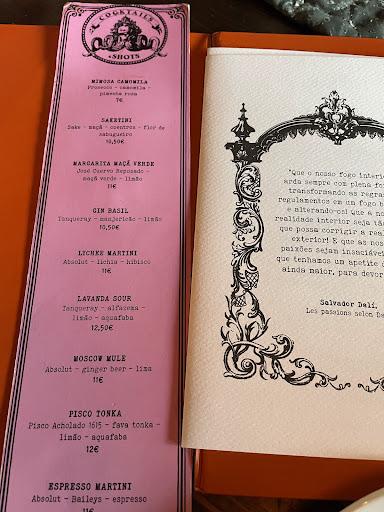 COCKTAILS
& SHOTS
MIMOSA CAMOMILA
Prosecco - camomila -
pimenta rosa
7€
SAKETINI
Sake - maçã - coentros - flor de
sabugueiro
10,50€
MARGARITA MAÇÃ VERDE
José Cuervo Reposado -
maçã verde - limão
11€
GIN BASIL
Tanqueray - manjericão - limão
10,50€
LYCHEE MARTINI
Absolut - lichia - hibisco
11€
LAVANDA SOUR
Tanqueray - alfazema -
limão - aquafaba
12,50€
MOSCOW MULE
Absolut - ginger beer - lima
11€
PISCO TONKA
Pisco Acholado 1615 - fava tonka -
limão - aquafaba
12€
ESPRESSO MARTINI
Absolut - Baileys - espresso
11€
"que o nosso fogo interi
arda sempre com plena fo
transformando as regras
regulamentos em um fogo b
e alterando-os! que a n
realidade interior seja tã
que possa corrigir a rea
exterior! E que as nos
paixões sejam insaciáve
que tenhamos um apetite d
ainda maior, para devor
Salvador Dalí,
Les passions selon Da